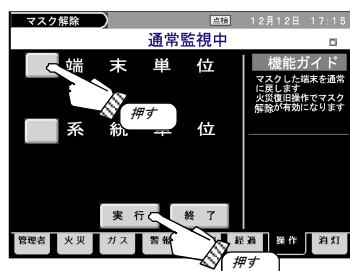 マスク解除 点検 12月12日 17:15
通常監視中
端末単位
機能ガイド
マスクした端末を通常
に戻します
火災復旧操作でマスク
解除が有効になります
押す
系統単位
実行 終了
管理者 火災 ガス 警報 経過 操作 消灯
押す